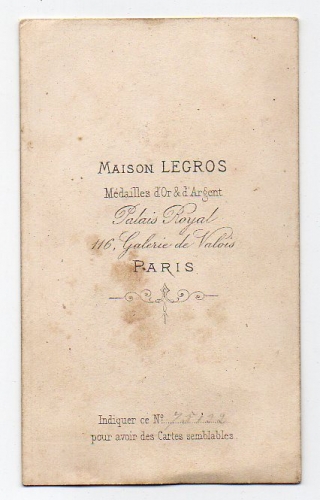 MAISON LEGROS
Médailles d'Or & d'Argent
Palais Royal
116, Galerie de Valois
PARIS
Indiquer ce Nº
pour avoir des Cartes semblables